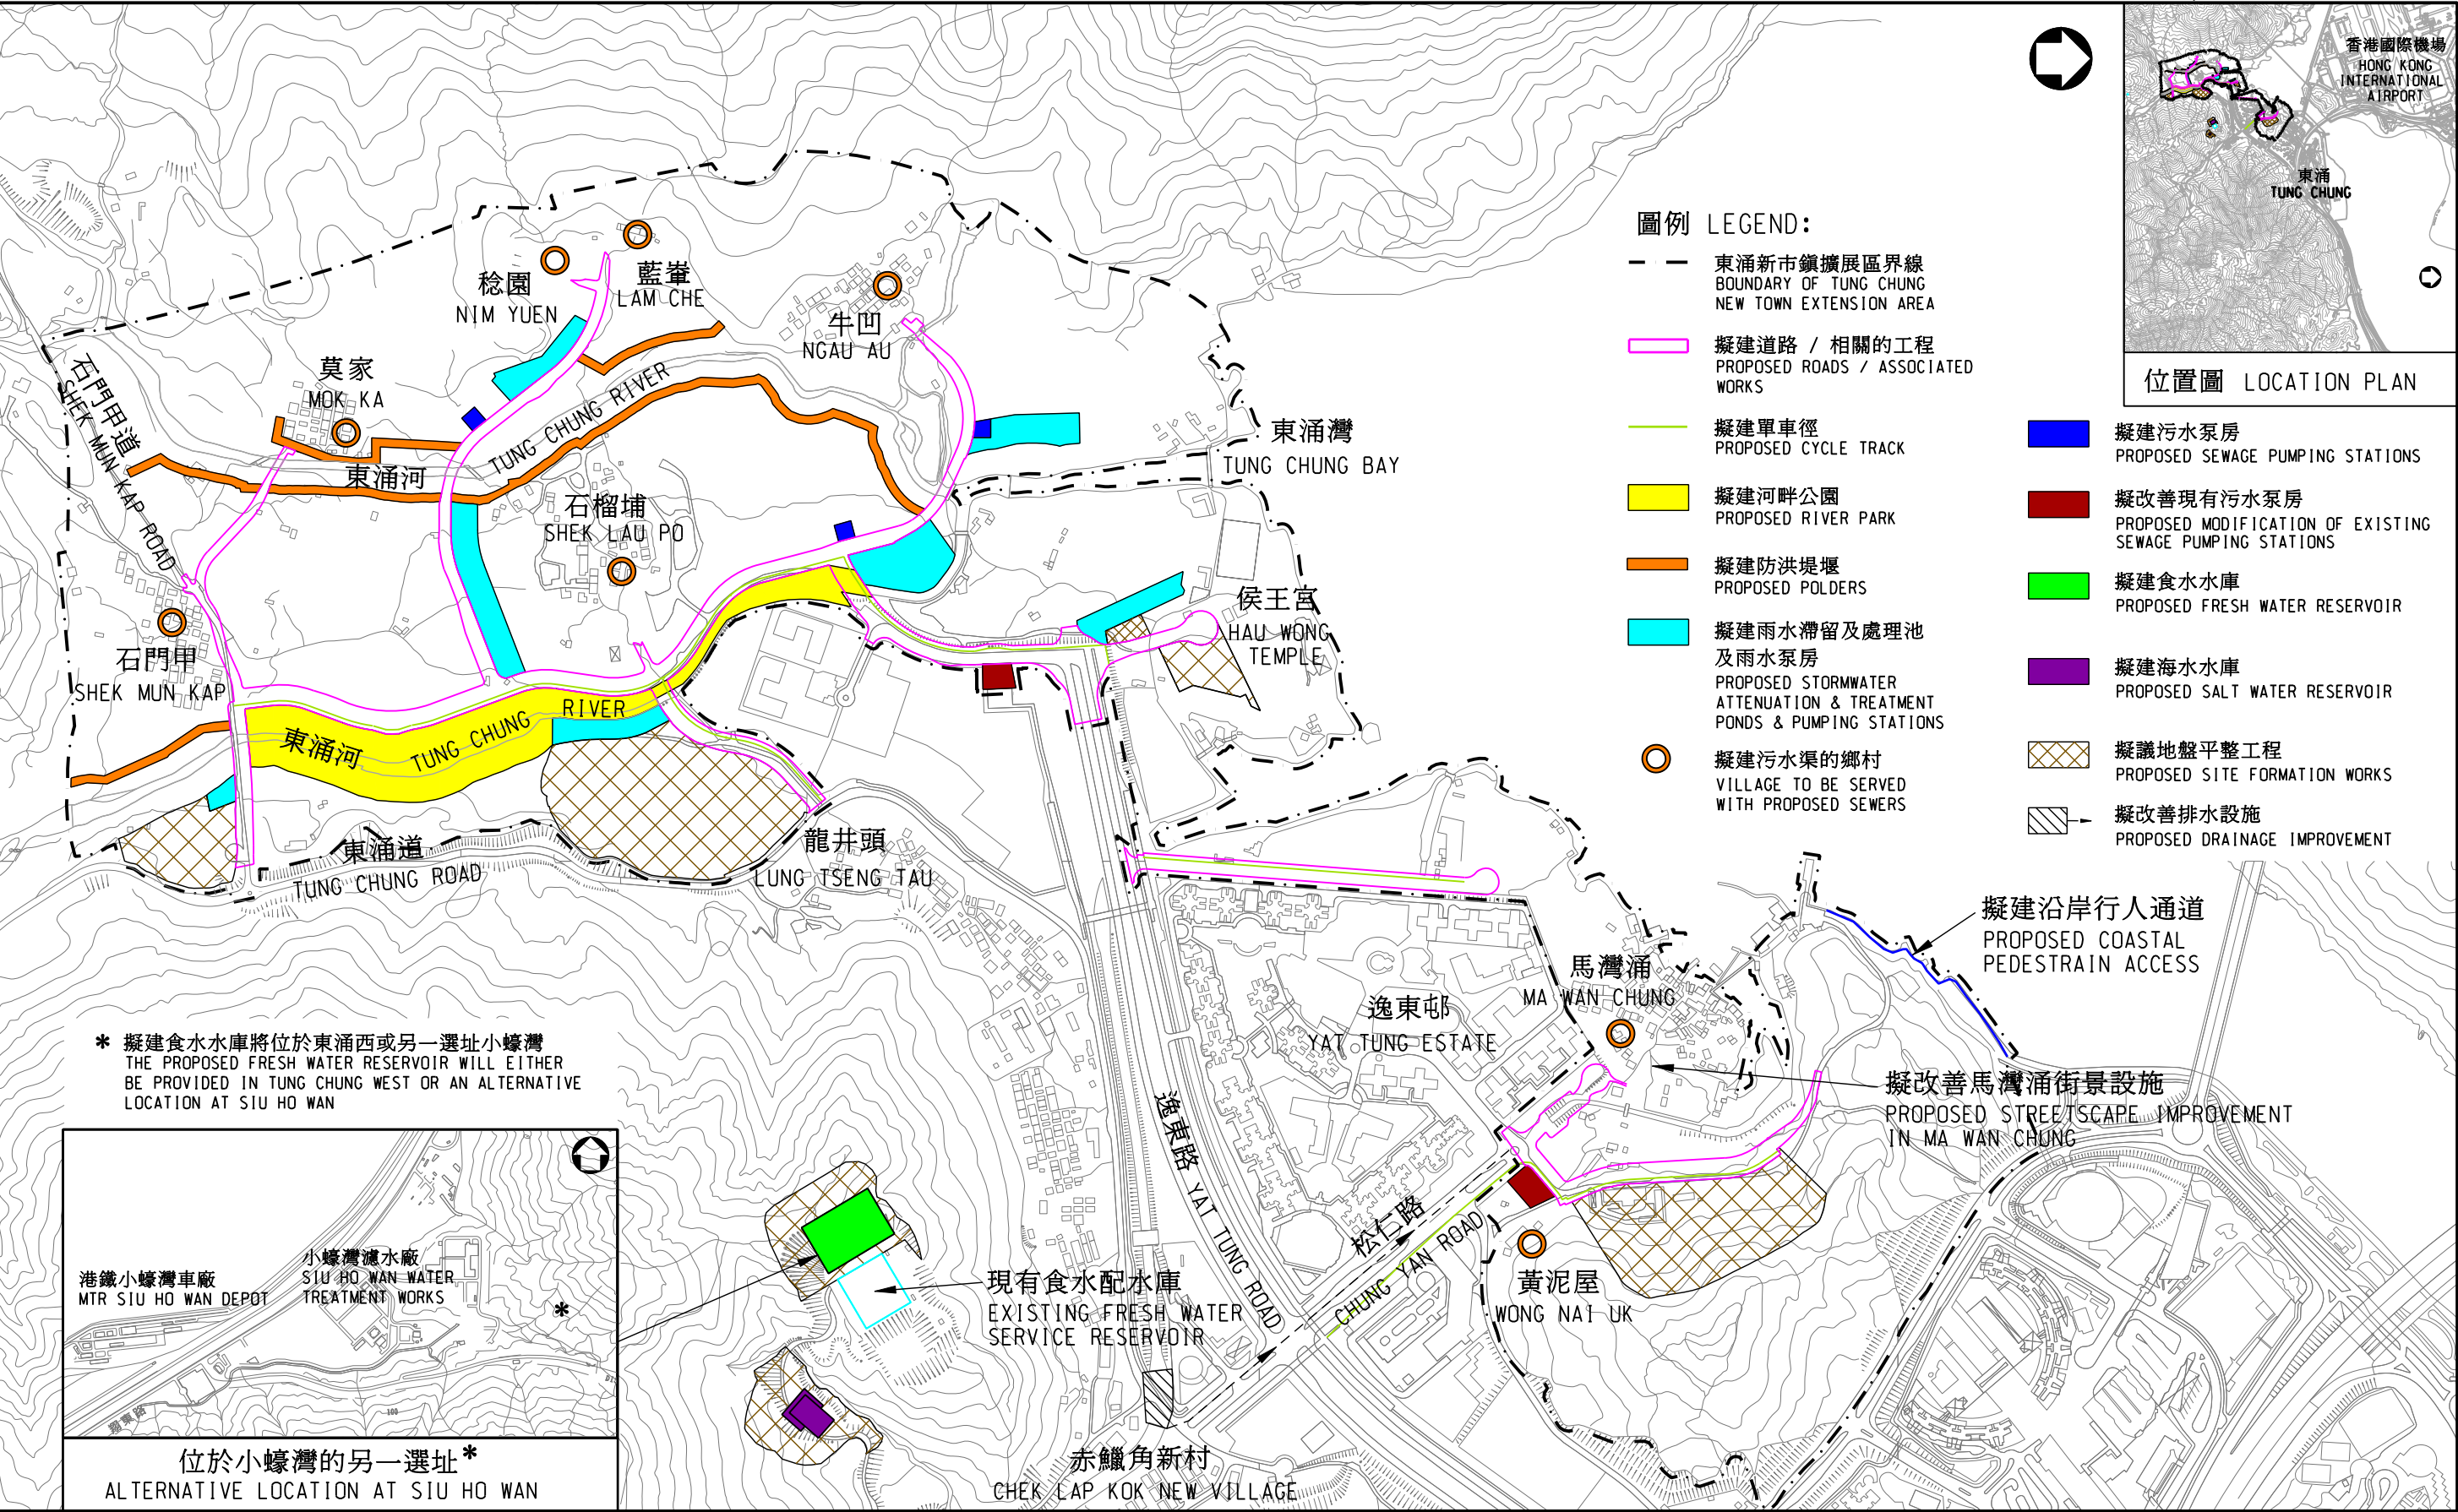 香港國際機場
HONG KONG
INTERNATIONAL
AIRPORT
東涌
TUNG CHUNG
位置圖 LOCATION PLAN
圖例 LEGEND:
東涌新市鎮擴展區界線
BOUNDARY OF TUNG CHUNG
NEW TOWN EXTENSION AREA
擬建道路 / 相關的工程
PROPOSED ROADS / ASSOCIATED
WORKS
擬建單車徑
PROPOSED CYCLE TRACK
擬建河畔公園
PROPOSED RIVER PARK
擬建防洪堤堰
PROPOSED POLDERS
擬建雨水滯留及處理池
及雨水泵房
PROPOSED STORMWATER
ATTENUATION & TREATMENT
PONDS & PUMPING STATIONS
擬建污水渠的鄉村
VILLAGE TO BE SERVED
WITH PROPOSED SEWERS
擬建污水泵房
PROPOSED SEWAGE PUMPING STATIONS
擬改善現有污水泵房
PROPOSED MODIFICATION OF EXISTING
SEWAGE PUMPING STATIONS
擬建食水水庫
PROPOSED FRESH WATER RESERVOIR
擬建海水水庫
PROPOSED SALT WATER RESERVOIR
擬議地盤平整工程
PROPOSED SITE FORMATION WORKS
擬改善排水設施
PROPOSED DRAINAGE IMPROVEMENT
稔園
NIM YUEN
藍輋
LAM CHE
牛凹
NGAU AU
莫家
MOK KA
石門甲道
SHEK MUN KAP ROAD
東涌河
TUNG CHUNG RIVER
東涌灣
TUNG CHUNG BAY
石榴埔
SHEK LAU PO
侯王宮
HAU WONG
TEMPLE
石門甲
SHEK MUN KAP
東涌河
TUNG CHUNG RIVER
東涌道
TUNG CHUNG ROAD
龍井頭
LUNG TSENG TAU
擬建沿岸行人通道
PROPOSED COASTAL
PEDESTRAIN ACCESS
馬灣涌
MA WAN CHUNG
逸東邨
YAT TUNG ESTATE
擬改善馬灣涌街景設施
PROPOSED STREETSCAPE IMPROVEMENT
IN MA WAN CHUNG
逸東路 YAT TUNG ROAD
松仁路
CHUNG YAN ROAD
黃泥屋
WONG NAI UK
現有食水配水庫
EXISTING FRESH WATER
SERVICE RESERVOIR
赤鱲角新村
CHEK LAP KOK NEW VILLAGE
* 擬建食水水庫將位於東涌西或另一選址小蠔灣
THE PROPOSED FRESH WATER RESERVOIR WILL EITHER
BE PROVIDED IN TUNG CHUNG WEST OR AN ALTERNATIVE
LOCATION AT SIU HO WAN
小蠔灣濾水廠
SIU HO WAN WATER
TREATMENT WORKS
港鐵小蠔灣車廠
MTR SIU HO WAN DEPOT
*
100
位於小蠔灣的另一選址*
ALTERNATIVE LOCATION AT SIU HO WAN